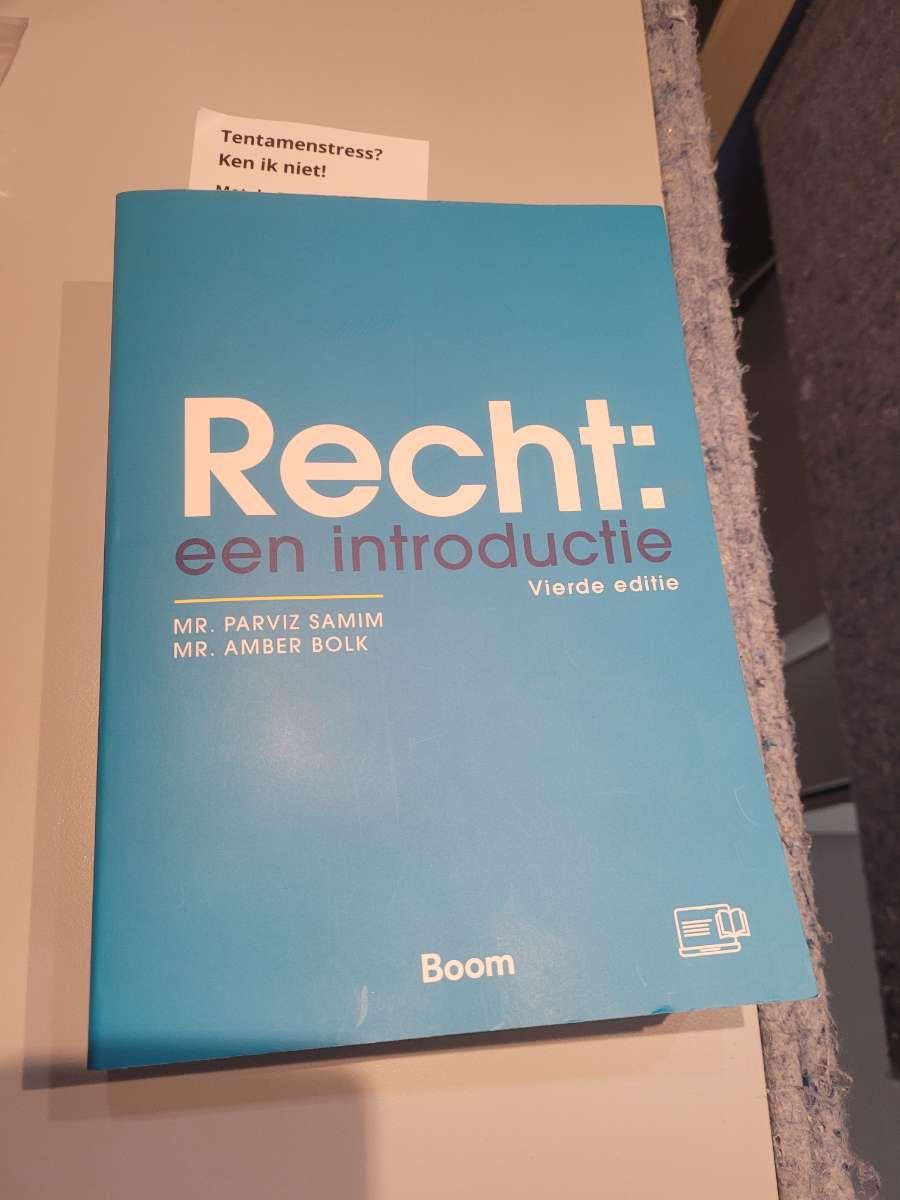 Tentamenstress?
Ken ik niet!
Recht:
een introductie
Vierde editie
MR. PARVIZ SAMIM
MR. AMBER BOLK
Boom